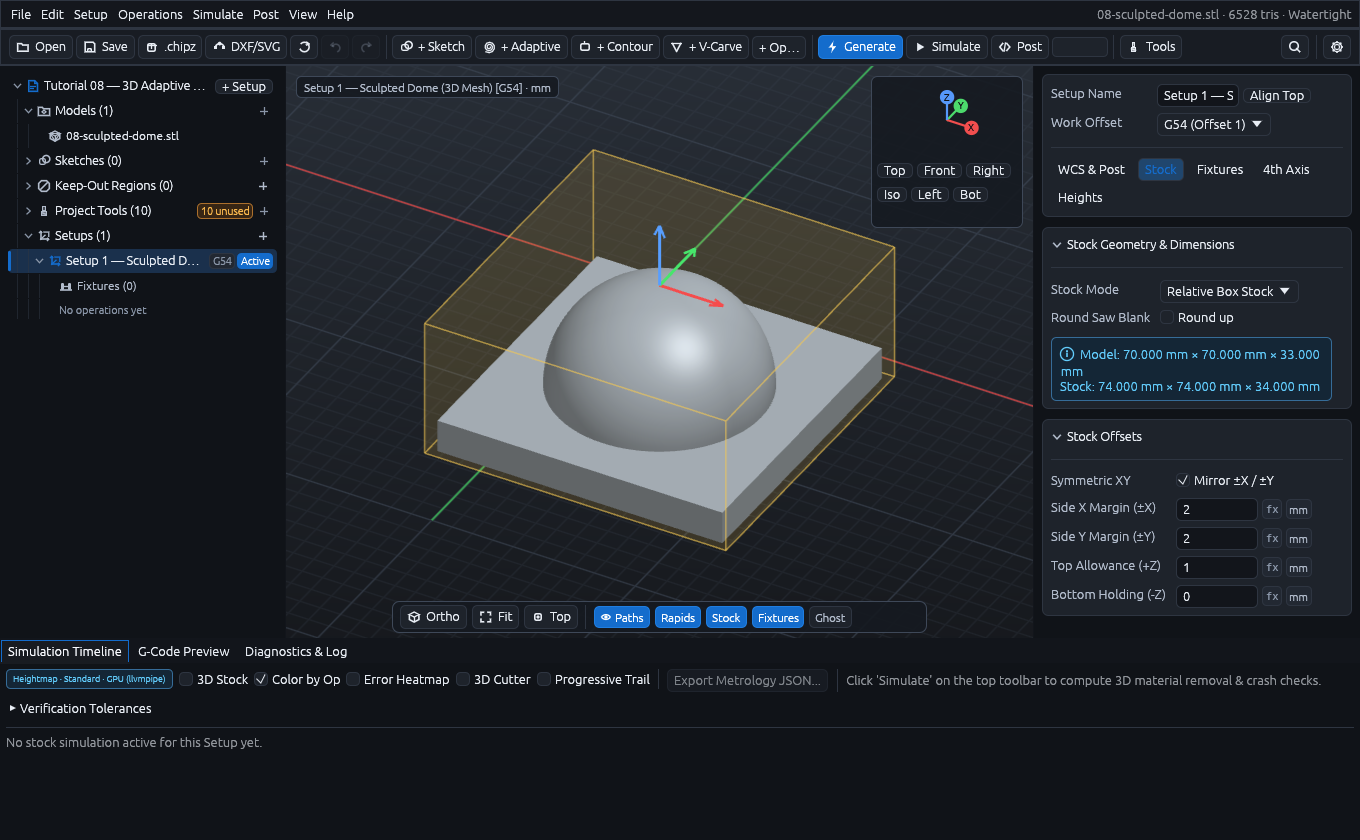 File Edit Setup Operations Simulate Post View Help
08-sculpted-dome.stl · 6528 tris · Watertight
Open Save .chipz DXF/SVG + Sketch + Adaptive + Contour + V-Carve + Op... Generate Simulate Post Tools
Tutorial 08 — 3D Adaptive ... + Setup
Models (1) +
08-sculpted-dome.stl
Sketches (0) +
Keep-Out Regions (0) +
Project Tools (10) 10 unused +
Setups (1) +
Setup 1 — Sculpted D... G54 Active
Fixtures (0)
No operations yet
Setup 1 — Sculpted Dome (3D Mesh) [G54] · mm
Z
Y
X
Top Front Right
Iso Left Bot
Ortho Fit Top Paths Rapids Stock Fixtures Ghost
Setup Name Setup 1 — S Align Top
Work Offset G54 (Offset 1)
WCS & Post Stock Fixtures 4th Axis
Heights
Stock Geometry & Dimensions
Stock Mode Relative Box Stock
Round Saw Blank Round up
Model: 70.000 mm × 70.000 mm × 33.000
mm
Stock: 74.000 mm × 74.000 mm × 34.000 mm
Stock Offsets
Symmetric XY Mirror ±X / ±Y
Side X Margin (±X) 2 fx mm
Side Y Margin (±Y) 2 fx mm
Top Allowance (+Z) 1 fx mm
Bottom Holding (-Z) 0 fx mm
Simulation Timeline G-Code Preview Diagnostics & Log
Heightmap · Standard · GPU (llvmpipe) 3D Stock Color by Op Error Heatmap 3D Cutter Progressive Trail Export Metrology JSON... Click 'Simulate' on the top toolbar to compute 3D material removal & crash checks.
Verification Tolerances
No stock simulation active for this Setup yet.